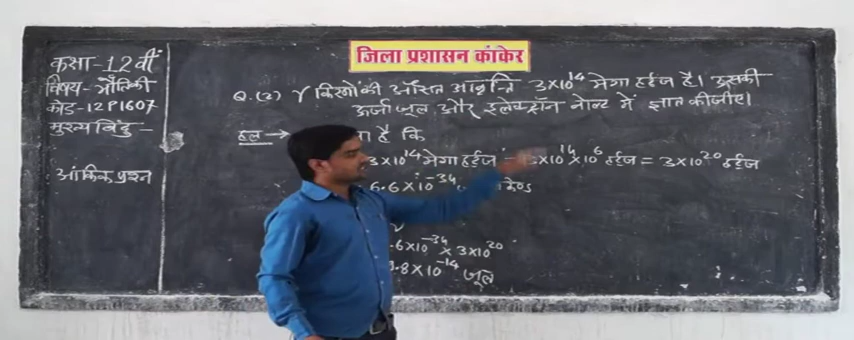 जिला प्रशासन कांकेर
कक्षा-12वीं
विषय- भौतिकी
कोड-12P1607
मुख्य बिंदु-
आंकिक प्रश्न
Q.(2) γ किरणों की औसत आवृत्ति 3×10¹⁴ मेगा हर्ट्ज है। इसकी
ऊर्जा जूल और इलेक्ट्रॉन वोल्ट में ज्ञात कीजीए।
हल→ है कि
3×10¹⁴ मेगा हर्ट्ज = 3×10¹⁴×10⁶ हर्ट्ज = 3×10²⁰ हर्ट्ज
6.6×10⁻³⁴
.6×10⁻³⁴ × 3×10²⁰
.8×10⁻¹⁴ जूल